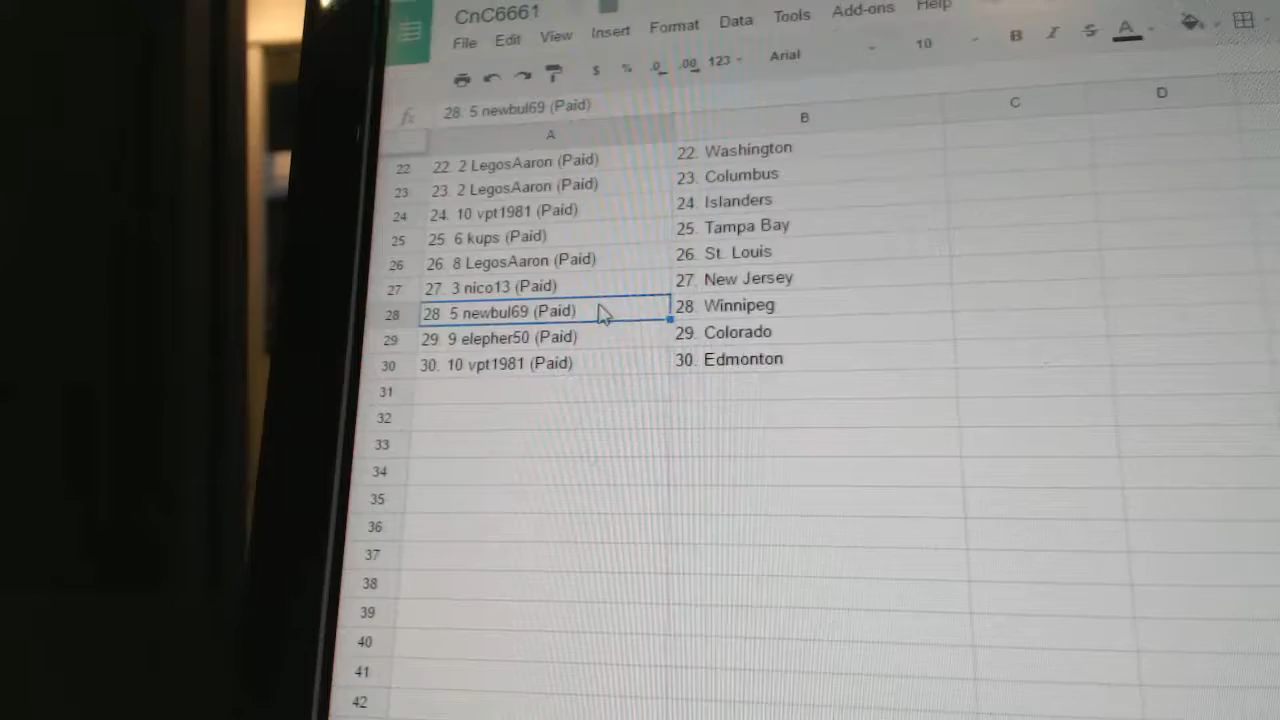 CnC6661
File Edit View Insert Format Data Tools Add-ons Help
$ % .0 .00 123 Arial 10 B I S A
fx 28. 5 newbul69 (Paid)
A B C D
22 22. 2 LegosAaron (Paid) 22. Washington
23 23. 2 LegosAaron (Paid) 23. Columbus
24 24. 10 vpt1981 (Paid) 24. Islanders
25 25. 6 kups (Paid) 25. Tampa Bay
26 26. 8 LegosAaron (Paid) 26. St. Louis
27 27. 3 nico13 (Paid) 27. New Jersey
28 28. 5 newbul69 (Paid) 28. Winnipeg
29 29. 9 elepher50 (Paid) 29. Colorado
30 30. 10 vpt1981 (Paid) 30. Edmonton
31
32
33
34
35
36
37
38
39
40
41
42